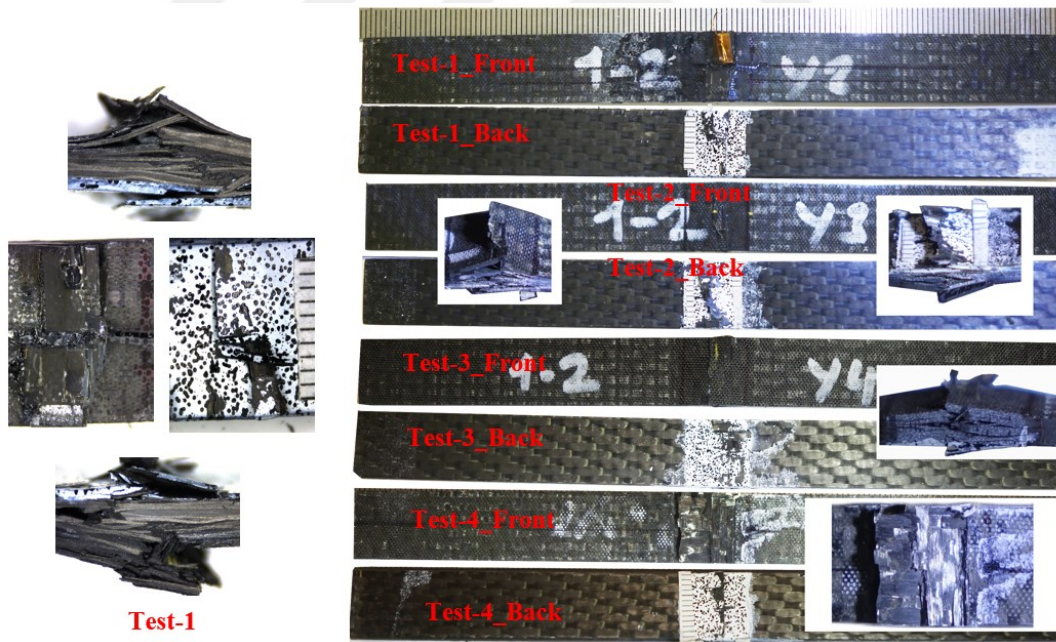 Test-1_Front
1-2 Y1
Test-1_Back
Test-2_Front
1-2 Y3
Test-2_Back
Test-3_Front
1-2 Y4
Test-3_Back
Test-4_Front
Test-4_Back
Test-1